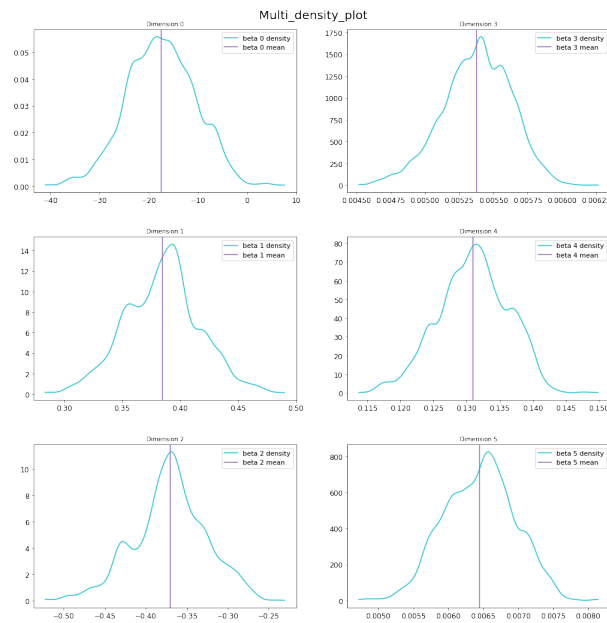 Multi_density_plot
Dimension 0
beta 0 density
beta 0 mean
0.05
0.04
0.03
0.02
0.01
0.00
−40 −30 −20 −10 0 10
Dimension 3
beta 3 density
beta 3 mean
1750
1500
1250
1000
750
500
250
0
0.00450 0.00475 0.00500 0.00525 0.00550 0.00575 0.00600 0.0062
Dimension 1
beta 1 density
beta 1 mean
14
12
10
8
6
4
2
0
0.30 0.35 0.40 0.45 0.50
Dimension 4
beta 4 density
beta 4 mean
80
70
60
50
40
30
20
10
0
0.115 0.120 0.125 0.130 0.135 0.140 0.145 0.150
Dimension 2
beta 2 density
beta 2 mean
10
8
6
4
2
0
−0.50 −0.45 −0.40 −0.35 −0.30 −0.25
Dimension 5
beta 5 density
beta 5 mean
800
600
400
200
0
0.0050 0.0055 0.0060 0.0065 0.0070 0.0075 0.0080